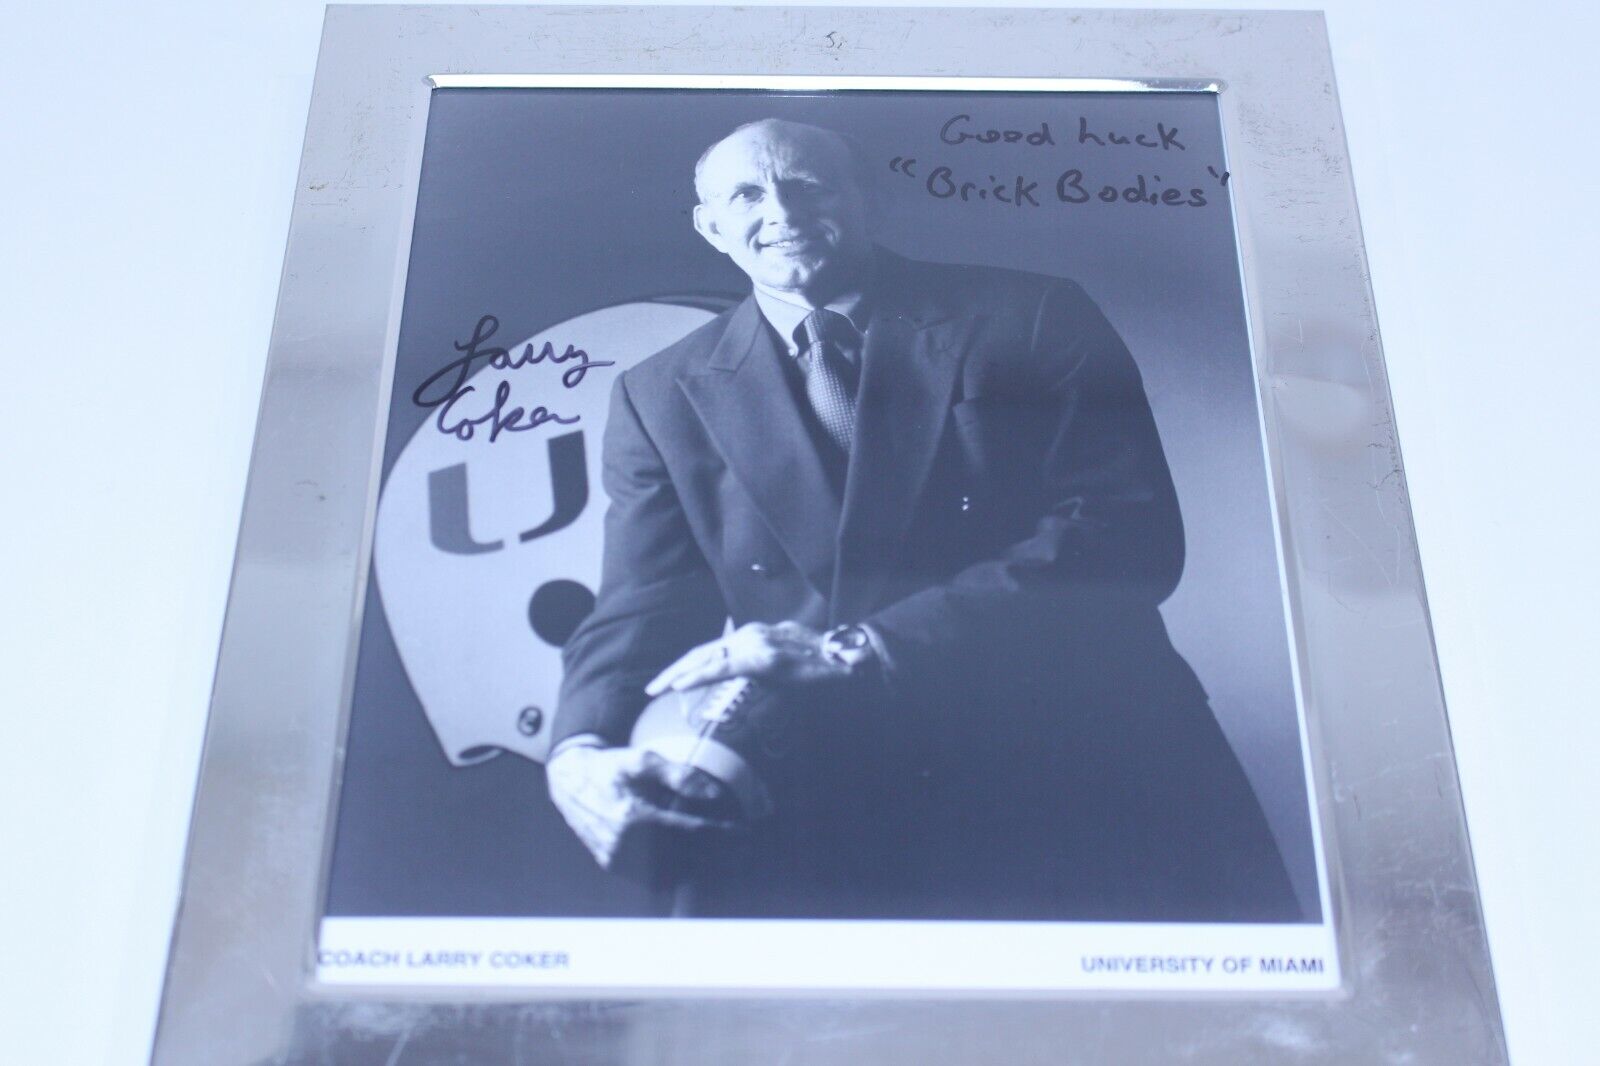 Good Luck
"Brick Bodies"
Larry
Coker
U
COACH LARRY COKER
UNIVERSITY OF MIAMI